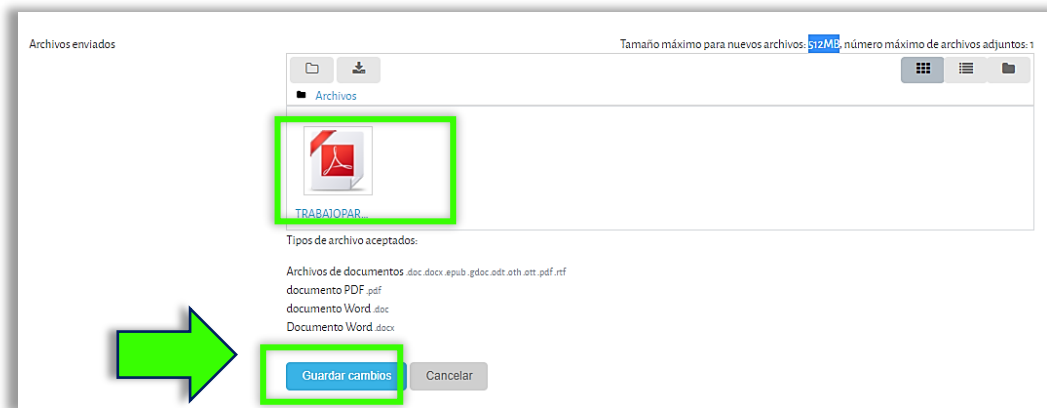 Archivos enviados
Tamaño máximo para nuevos archivos: 512MB, número máximo de archivos adjuntos: 1
Archivos
TRABAJOPAR...
Tipos de archivo aceptados:
Archivos de documentos .doc .docx .epub .gdoc .odt .oth .ott .pdf .rtf
documento PDF .pdf
documento Word .doc
Documento Word .docx
Guardar cambios
Cancelar